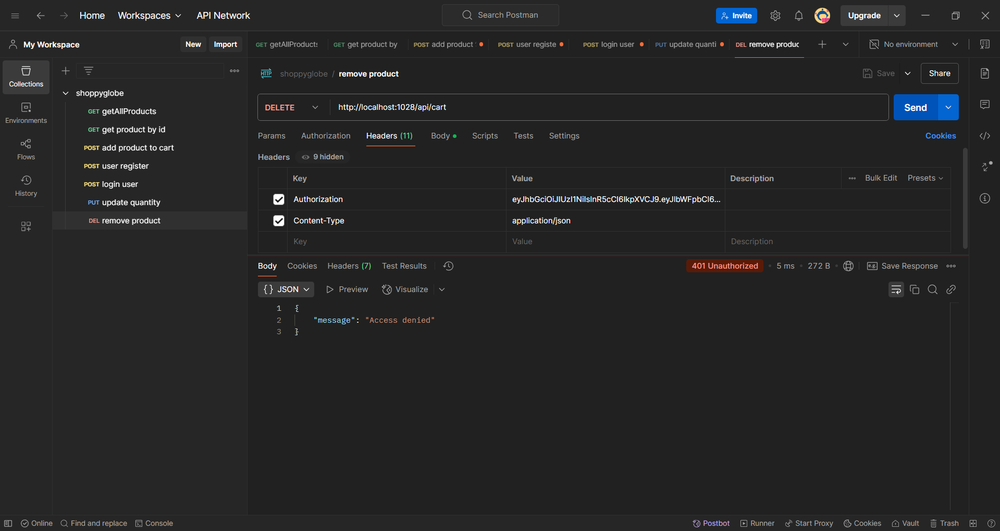 Home Workspaces API Network Search Postman Invite Upgrade
My Workspace New Import
GET getAllProducts GET get product by POST add product POST user registe POST login user PUT update quanti DEL remove produc No environment
Collections
Environments
Flows
History
shoppyglobe
GET getAllProducts
GET get product by id
POST add product to cart
POST user register
POST login user
PUT update quantity
DEL remove product
HTTP shoppyglobe / remove product Save Share
DELETE http://localhost:1028/api/cart Send
Params Authorization Headers (11) Body Scripts Tests Settings Cookies
Headers 9 hidden
Key Value Description Bulk Edit Presets
Authorization eyJhbGciOiJIUzI1NiIsInR5cCI6IkpXVCJ9.eyJlbWFpbCI6...
Content-Type application/json
Key Value Description
Body Cookies Headers (7) Test Results 401 Unauthorized 5 ms 272 B e.g. Save Response
{} JSON Preview Visualize
1 {
2 "message": "Access denied"
3 }
Online Find and replace Console Postbot Runner Start Proxy Cookies Vault Trash